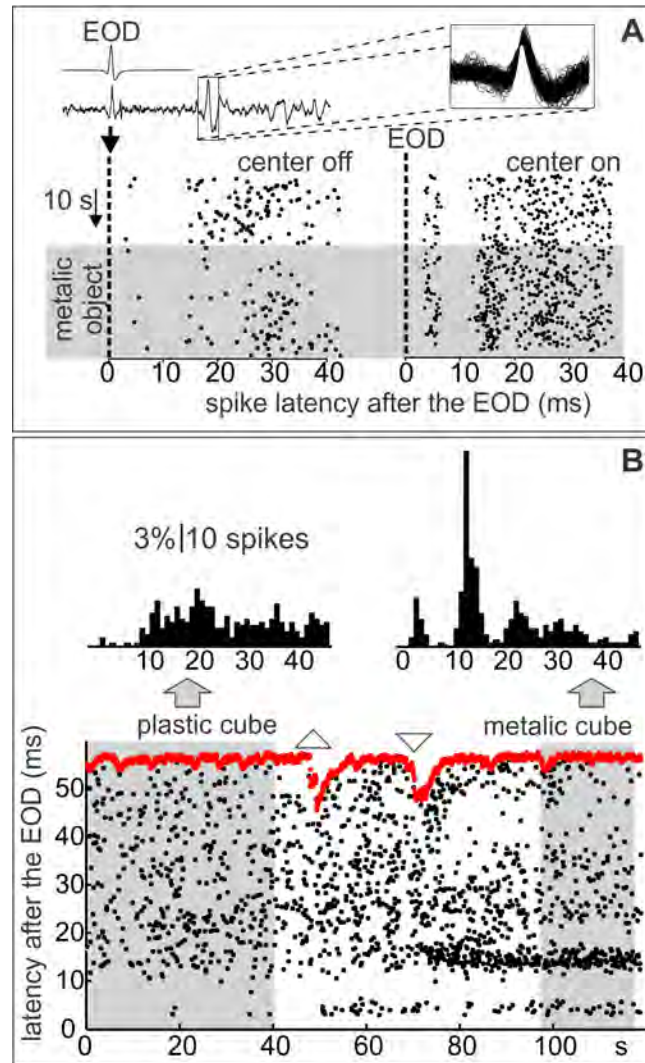 A
EOD
EOD
center off
center on
10 s
metalic
object
0 10 20 30 40
0 10 20 30 40
spike latency after the EOD (ms)
B
3%|10 spikes
10 20 30 40
0 10 20 30 40
plastic cube
metalic cube
latency after the EOD (ms)
50
40
30
20
10
0
20 40 60 80 100 s